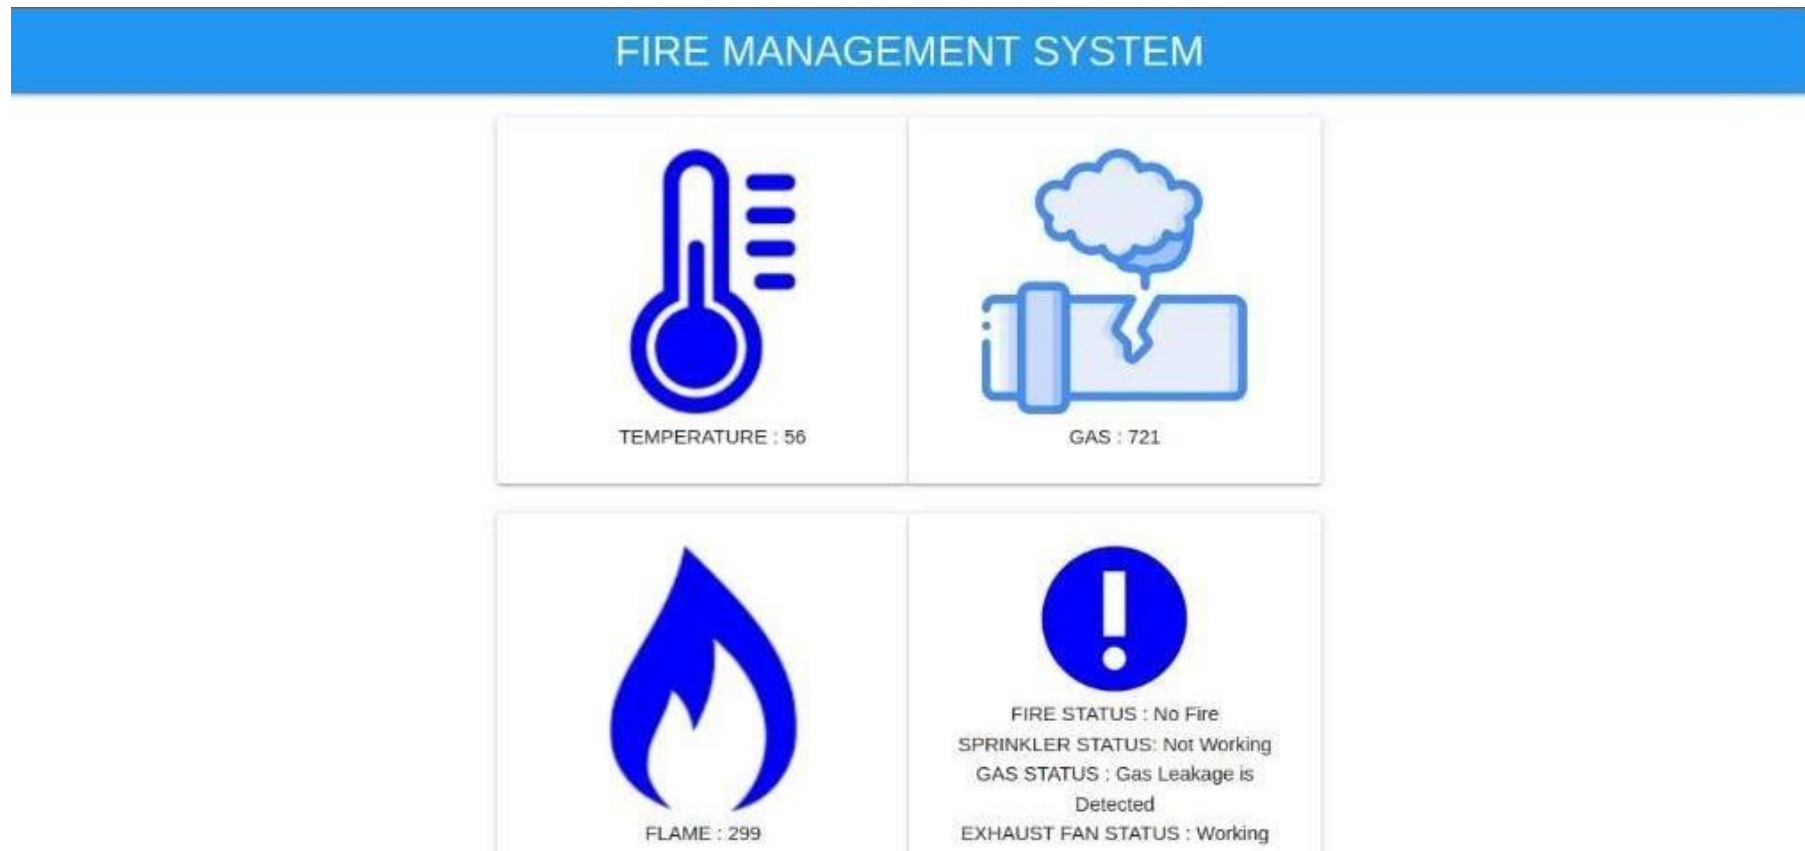 FIRE MANAGEMENT SYSTEM
TEMPERATURE : 56
GAS : 721
FLAME : 299
FIRE STATUS : No Fire
SPRINKLER STATUS: Not Working
GAS STATUS : Gas Leakage is
Detected
EXHAUST FAN STATUS : Working